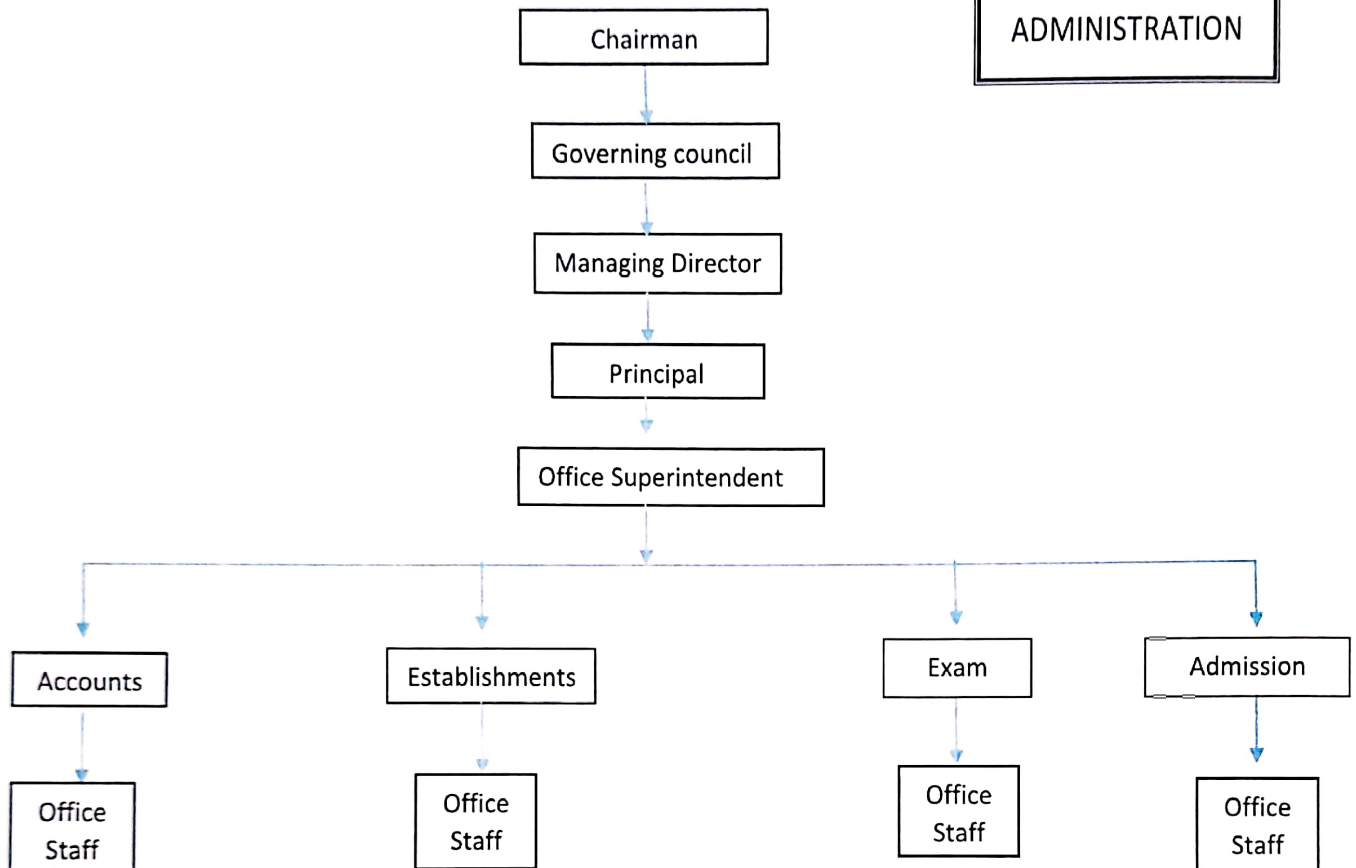 ADMINISTRATION
Chairman
Governing council
Managing Director
Principal
Office Superintendent
Accounts
Establishments
Exam
Admission
Office
Staff
Office
Staff
Office
Staff
Office
Staff